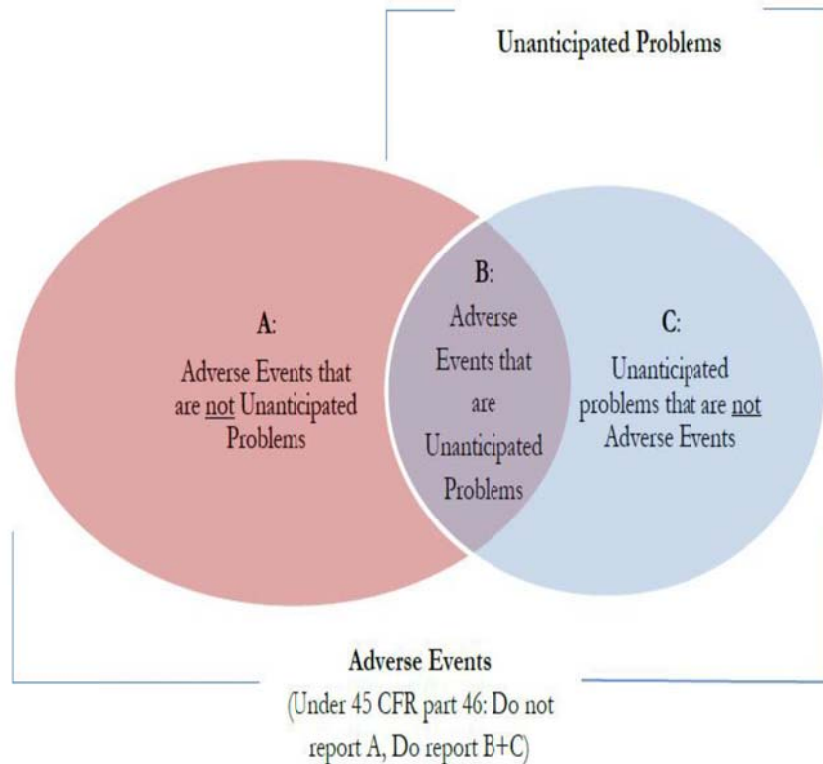 Unanticipated Problems
A:
Adverse Events that
are not Unanticipated
Problems
B:
Adverse
Events that
are
Unanticipated
Problems
C:
Unanticipated
problems that are not
Adverse Events
Adverse Events
(Under 45 CFR part 46: Do not
report A, Do report B+C)